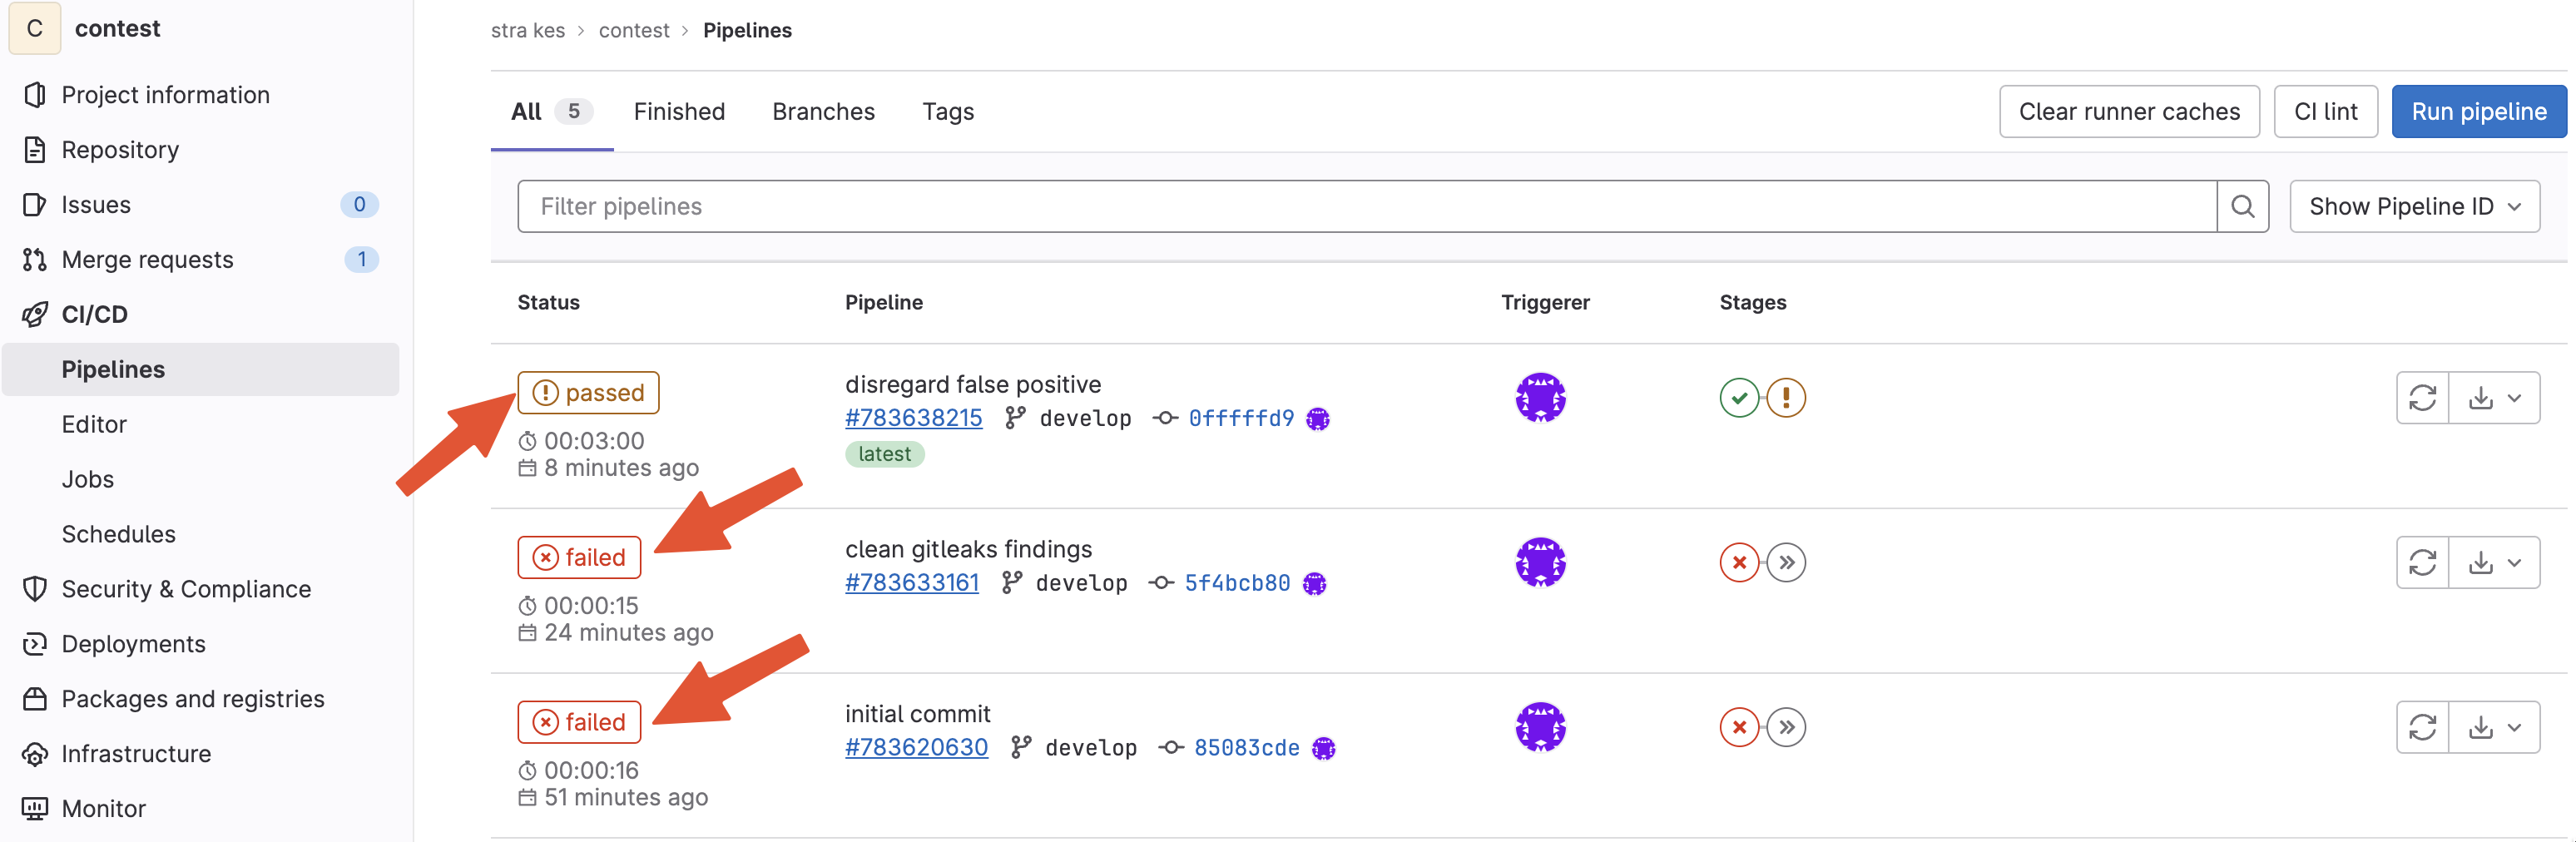 C contest
Project information
Repository
Issues 0
Merge requests 1
CI/CD
Pipelines
Editor
Jobs
Schedules
Security & Compliance
Deployments
Packages and registries
Infrastructure
Monitor
stra kes > contest > Pipelines
All 5 Finished Branches Tags Clear runner caches CI lint Run pipeline
Filter pipelines Show Pipeline ID
Status Pipeline Triggerer Stages
passed disregard false positive
#783638215 develop 0fffffd9
00:03:00 latest
8 minutes ago
failed clean gitleaks findings
#783633161 develop 5f4bcb80
00:00:15
24 minutes ago
failed initial commit
#783620630 develop 85083cde
00:00:16
51 minutes ago